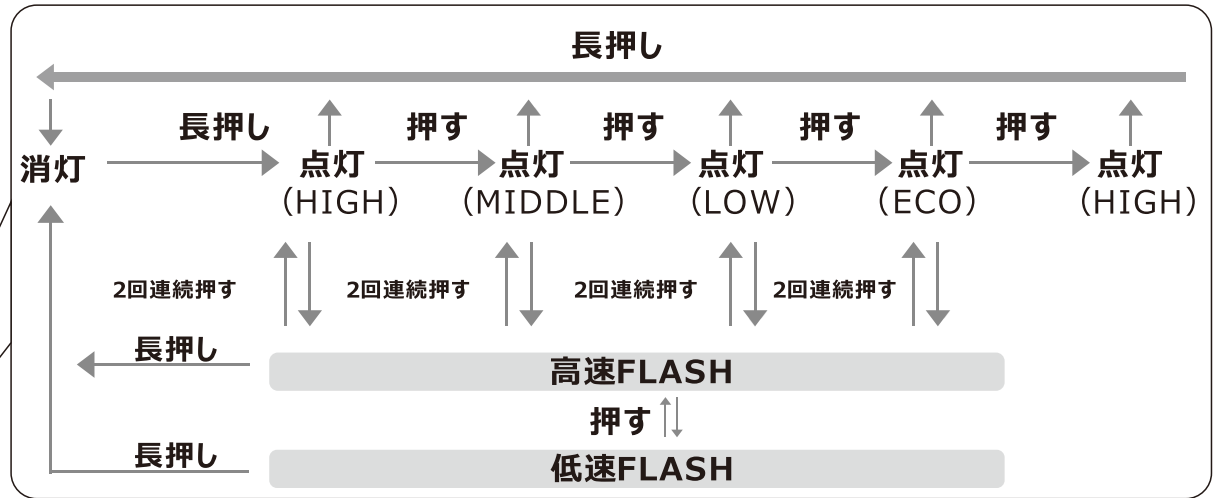 長押し
長押し
押す
押す
押す
押す
消灯
点灯
(HIGH)
点灯
(MIDDLE)
点灯
(LOW)
点灯
(ECO)
点灯
(HIGH)
2回連続押す
2回連続押す
2回連続押す
2回連続押す
長押し
高速FLASH
押す
長押し
低速FLASH